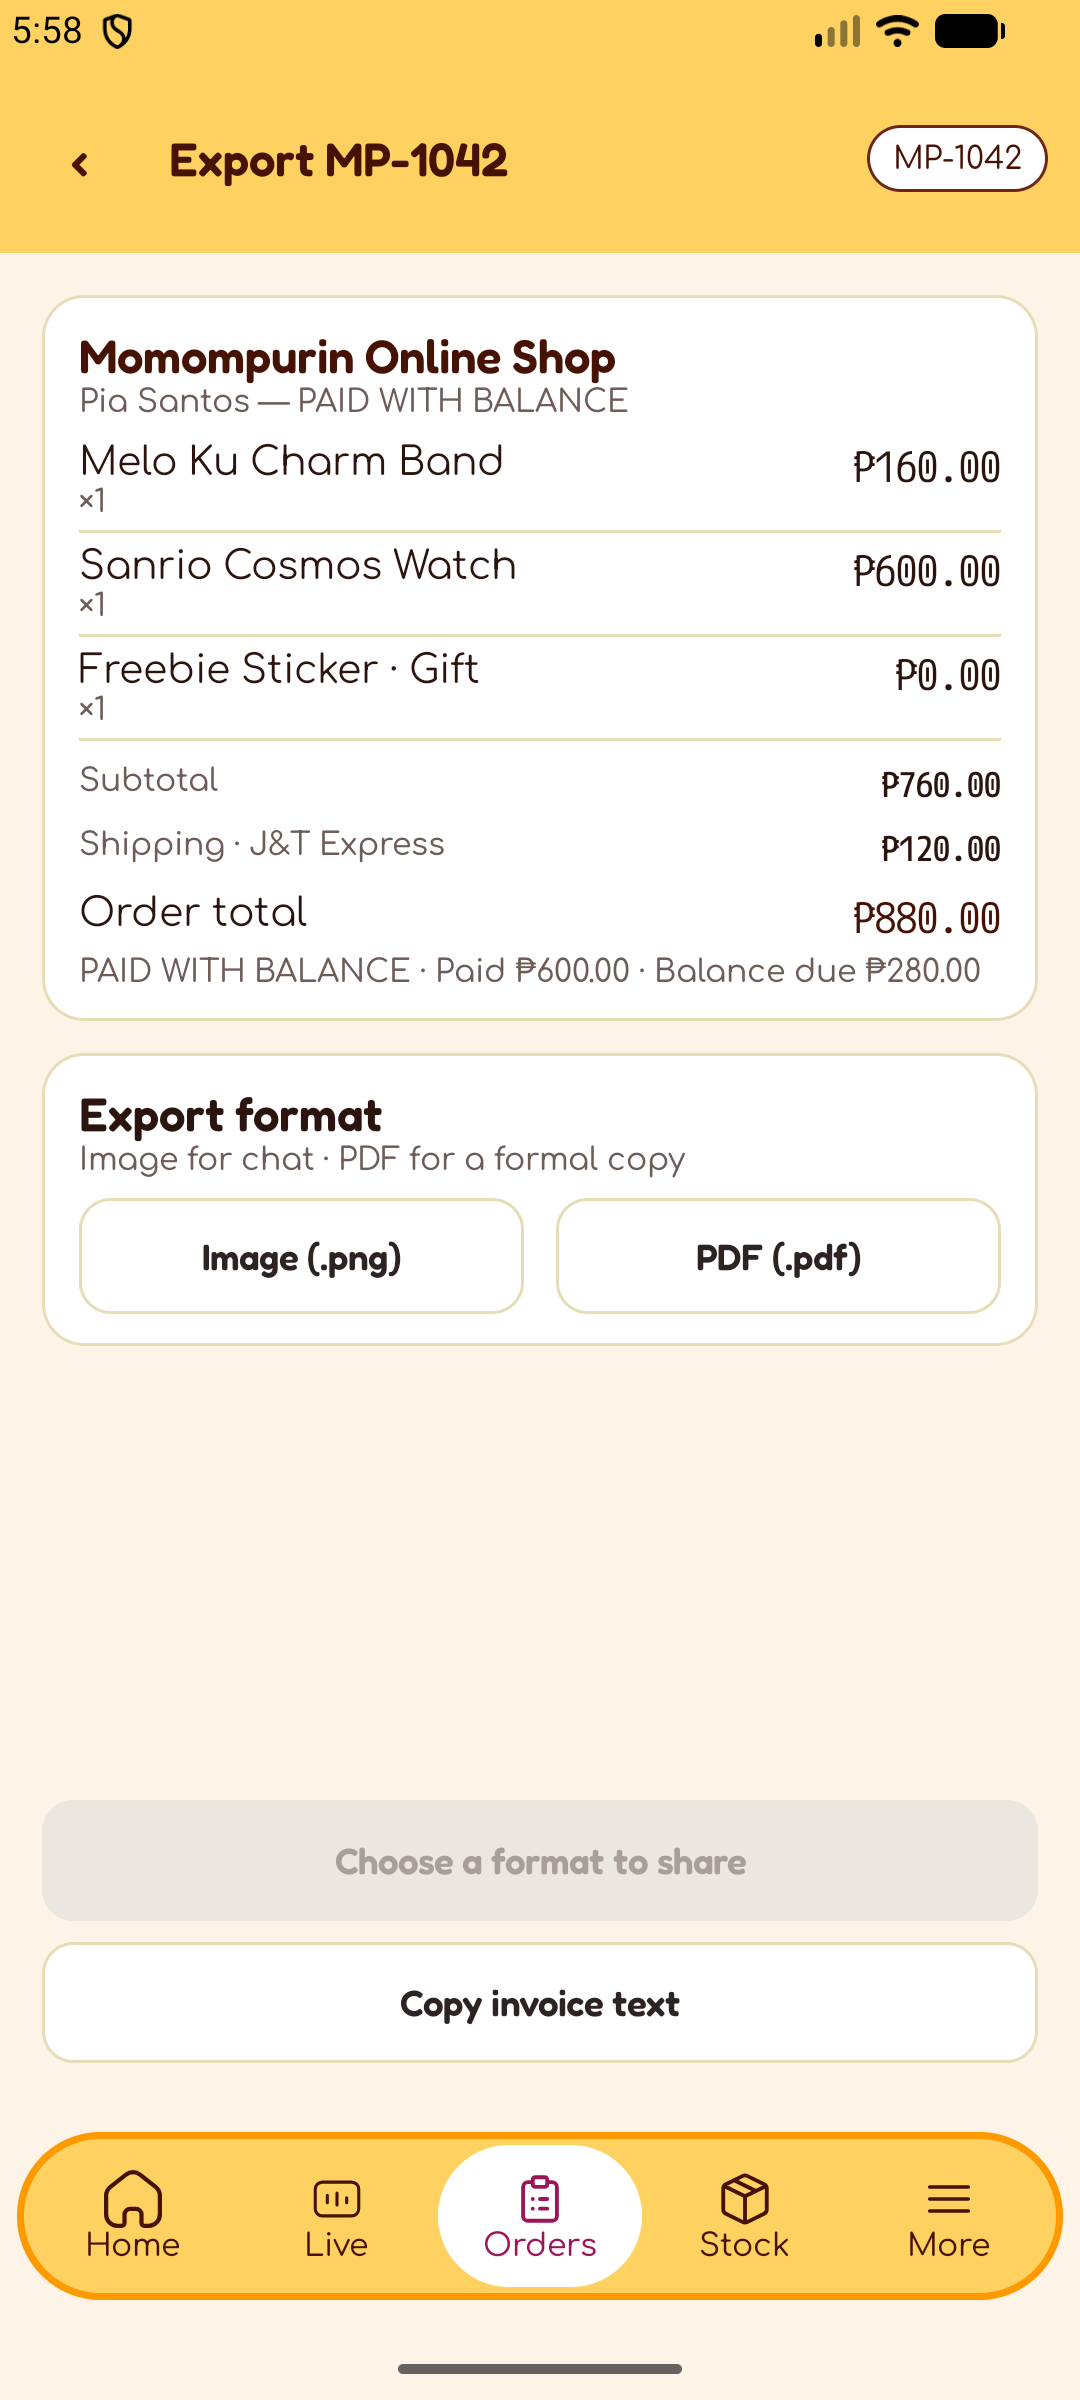 5:58
Export MP-1042
MP-1042
Momompurin Online Shop
Pia Santos — PAID WITH BALANCE
Melo Ku Charm Band ₱160.00
×1
Sanrio Cosmos Watch ₱600.00
×1
Freebie Sticker · Gift ₱0.00
×1
Subtotal ₱760.00
Shipping · J&T Express ₱120.00
Order total ₱880.00
PAID WITH BALANCE · Paid ₱600.00 · Balance due ₱280.00
Export format
Image for chat · PDF for a formal copy
Image (.png) PDF (.pdf)
Choose a format to share
Copy invoice text
Home Live Orders Stock More